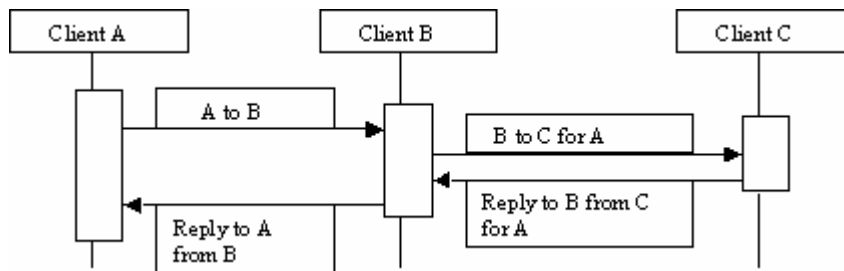 Client A
Client B
Client C
A to B
B to C for A
Reply to B from C
for A
Reply to A
from B